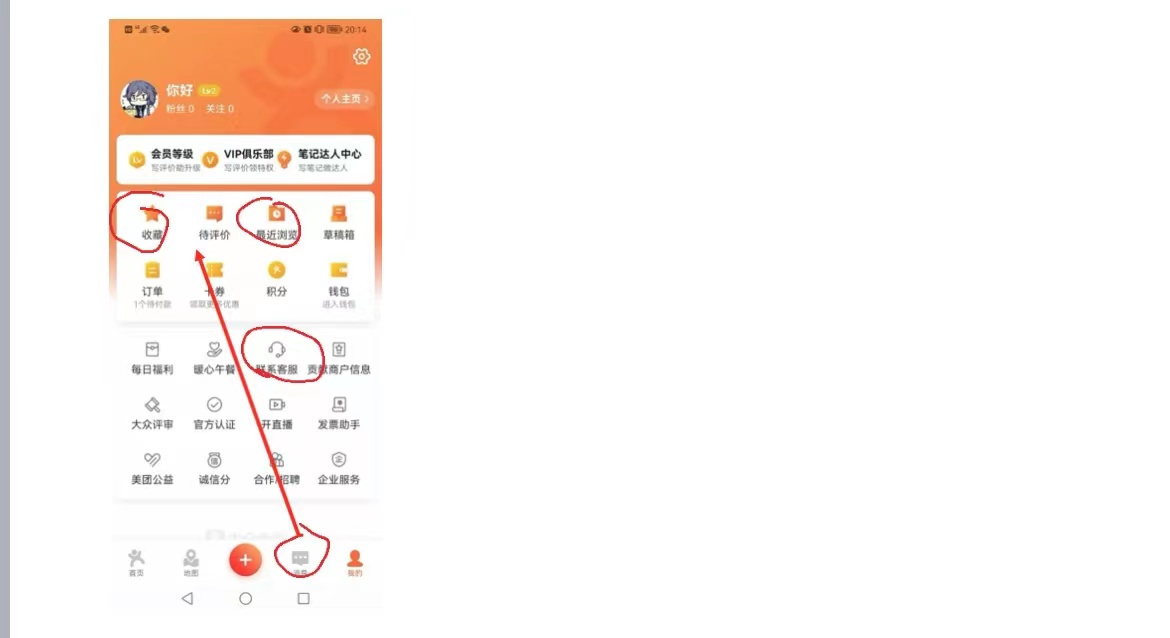 20:14
你好 Lv2
粉丝 0 关注 0
个人主页
会员等级 VIP俱乐部 笔记达人中心
写评价助升级 写评价领特权 写笔记做达人
收藏 待评价 最近浏览 草稿箱
订单 卡券 积分 钱包
1个待付款 领取更多优惠 进入钱包
每日福利 暖心午餐 联系客服 贡献商户信息
大众评审 官方认证 开直播 发票助手
美团公益 诚信分 合作/招聘 企业服务
首页 地图 消息 我的